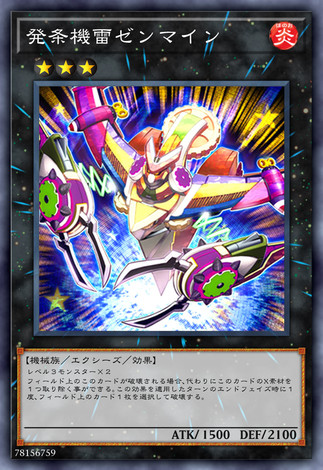 発条機雷ゼンマイン
炎
【機械族／エクシーズ／効果】
レベル３モンスター×２
フィールド上のこのカードが破壊される場合、代わりにこのカードのX素材を
１つ取り除く事ができる。この効果を適用したターンのエンドフェイズ時に１
度、フィールド上のカード１枚を選択して破壊する。
ATK/ 1500 DEF/ 2100
78156759